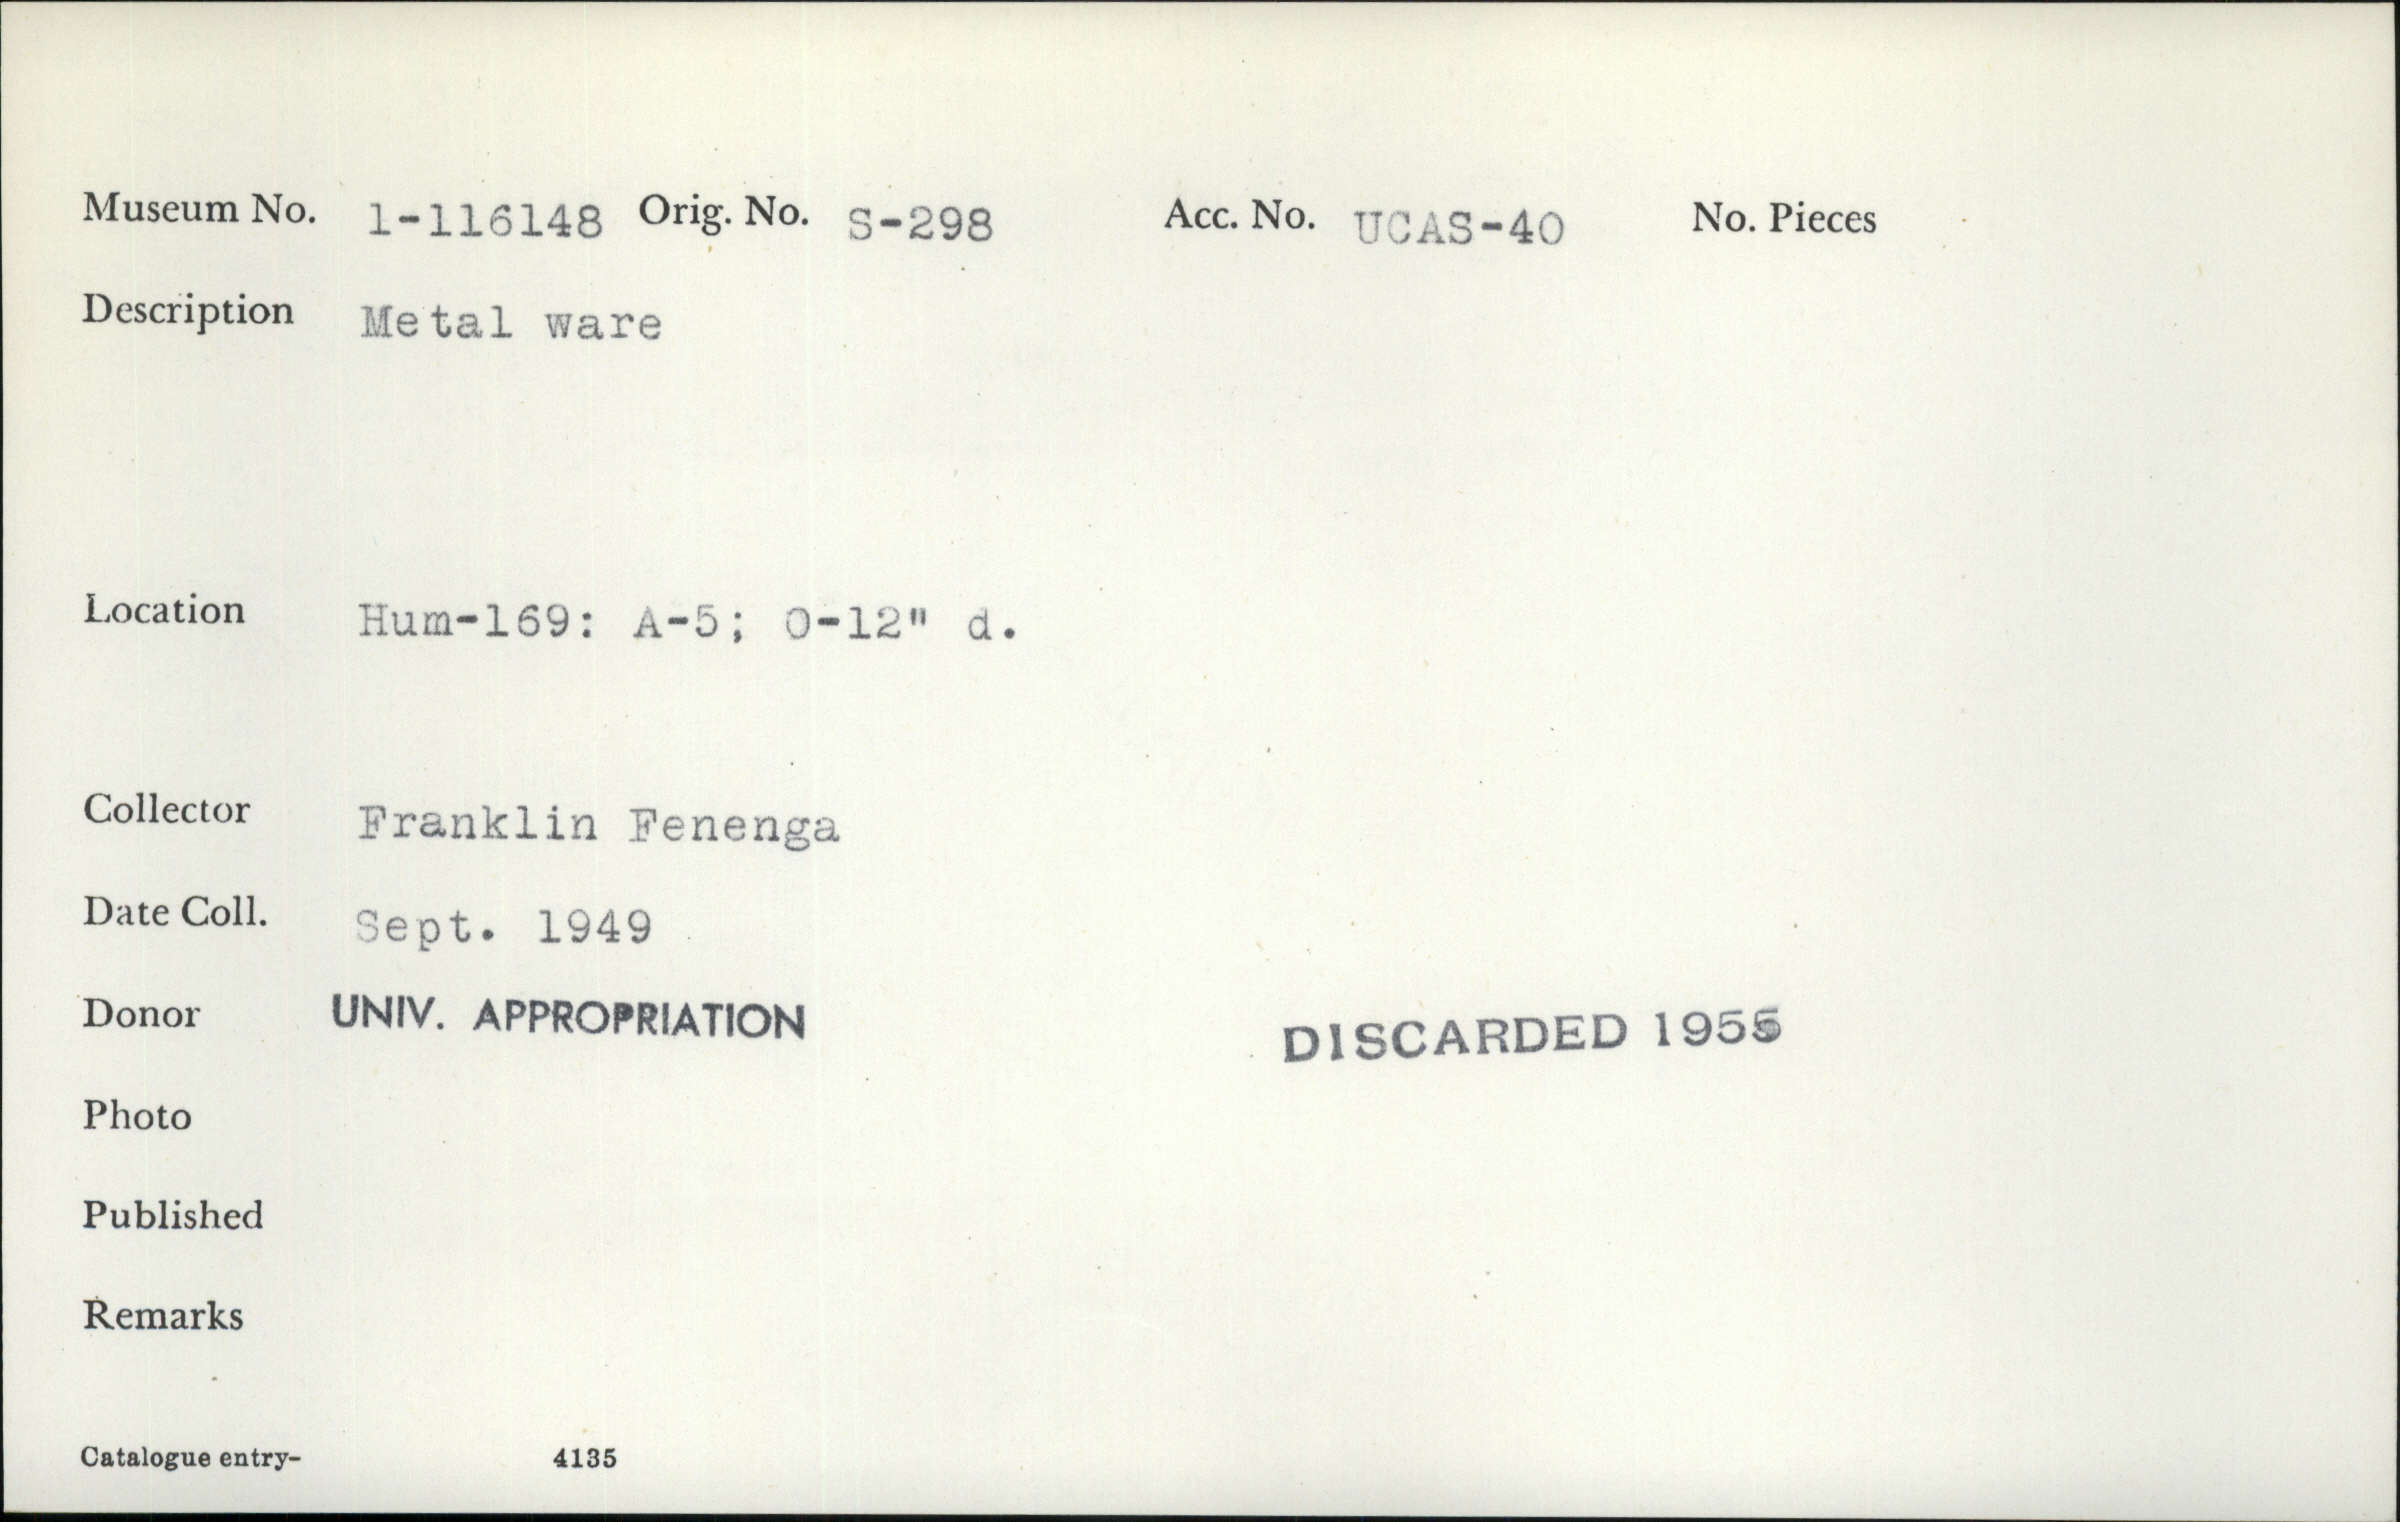 Museum No. 1-116148 Orig. No. S-298 Acc. No. UCAS-40 No. Pieces
Description Metal ware
Location Hum-169: A-5; 0-12" d.
Collector Franklin Fenenga
Date Coll. Sept. 1949
Donor UNIV. APPROPRIATION DISCARDED 1955
Photo
Published
Remarks
Catalogue entry- 4135